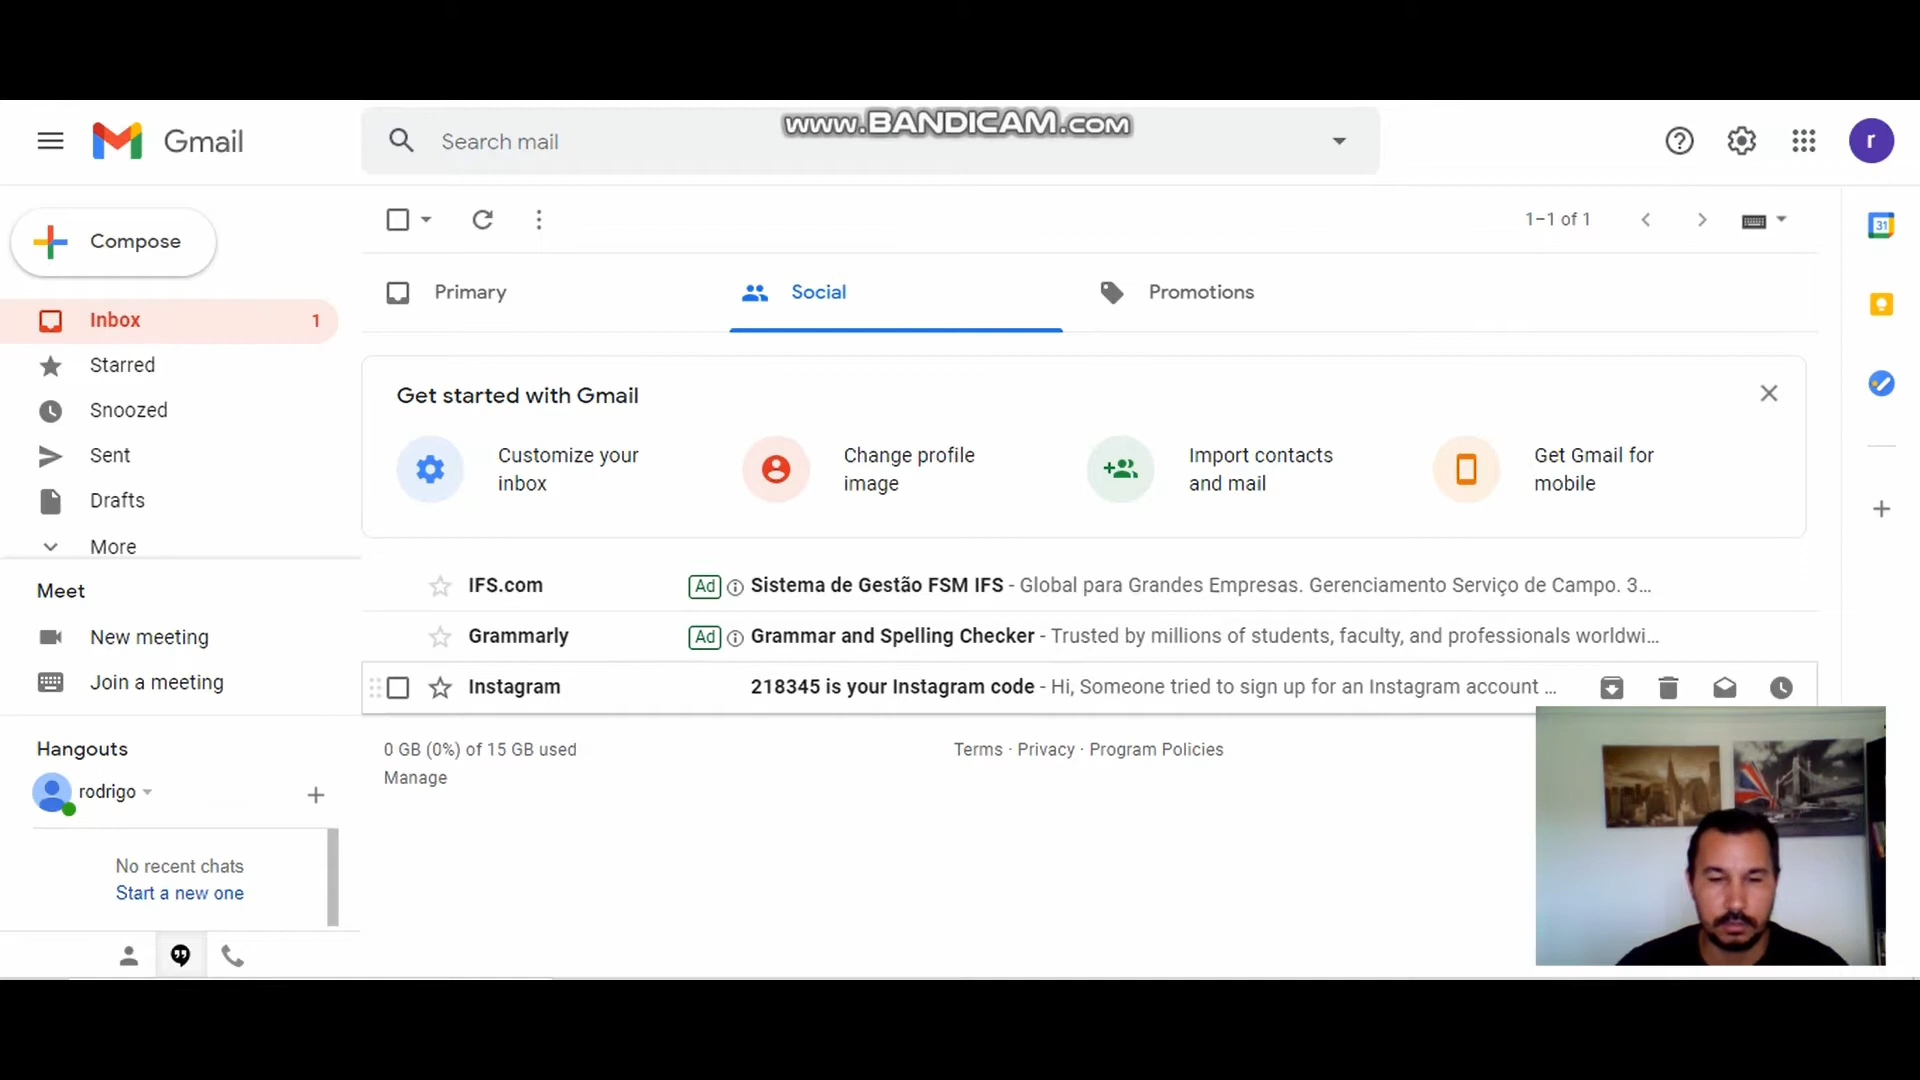 www.BANDICAM.com
Gmail
Search mail
r
Compose
1–1 of 1
31
Primary
Social
Promotions
Inbox 1
Starred
Snoozed
Sent
Drafts
More
Get started with Gmail
Customize your
inbox
Change profile
image
Import contacts
and mail
Get Gmail for
mobile
IFS.com Ad Sistema de Gestão FSM IFS - Global para Grandes Empresas. Gerenciamento Serviço de Campo. 3...
Grammarly Ad Grammar and Spelling Checker - Trusted by millions of students, faculty, and professionals worldwi...
Instagram 218345 is your Instagram code - Hi, Someone tried to sign up for an Instagram account ...
Meet
New meeting
Join a meeting
0 GB (0%) of 15 GB used
Manage
Terms · Privacy · Program Policies
Hangouts
rodrigo
No recent chats
Start a new one